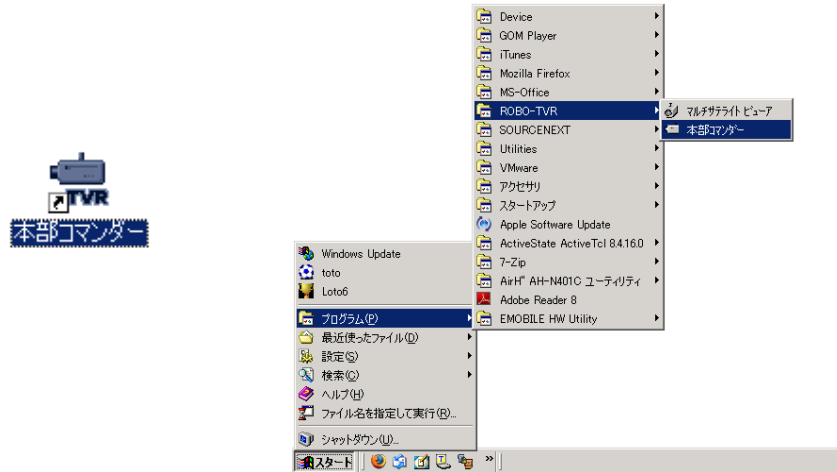 TVR
本部コマンダー
Device
GOM Player
iTunes
Mozilla Firefox
MS-Office
ROBO-TVR
SOURCENEXT
Utilities
VMware
アクセサリ
スタートアップ
Apple Software Update
ActiveState ActiveTcl 8.4.16.0
7-Zip
AirH" AH-N401C ユーティリティ
Adobe Reader 8
EMOBILE HW Utility
マルチサテライト ビューア
本部コマンダー
Windows Update
toto
Loto6
プログラム(P)
最近使ったファイル(D)
設定(S)
検索(C)
ヘルプ(H)
ファイル名を指定して実行(R)...
シャットダウン(U)...
スタート